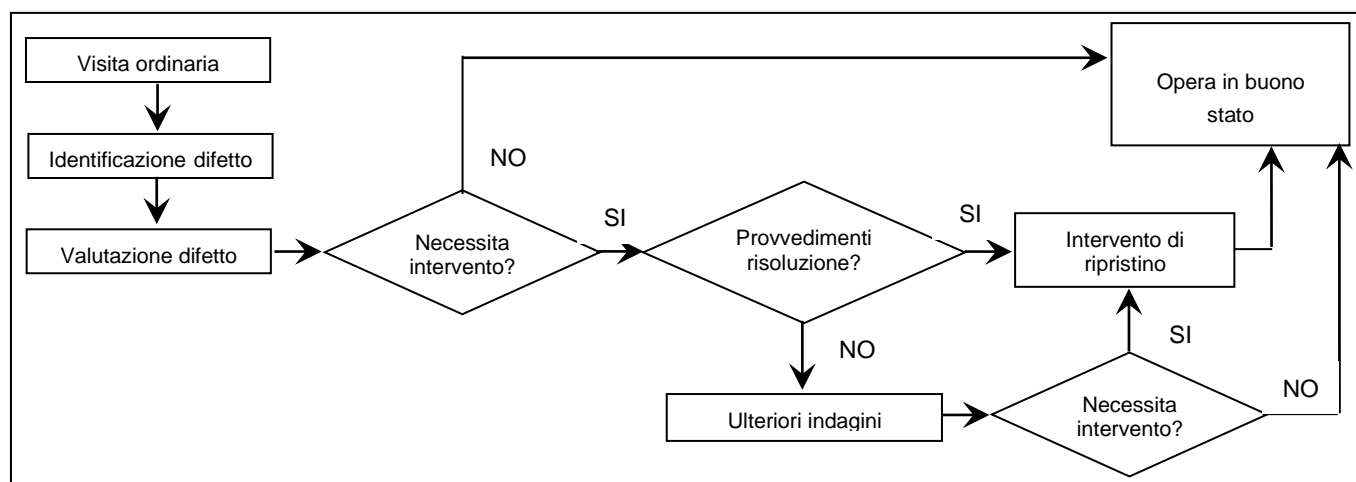 Visita ordinaria
Identificazione difetto
Valutazione difetto
Necessita
intervento?
NO
SI
Provvedimenti
risoluzione?
SI
NO
Intervento di
ripristino
Opera in buono
stato
Ulteriori indagini
Necessita
intervento?
SI
NO